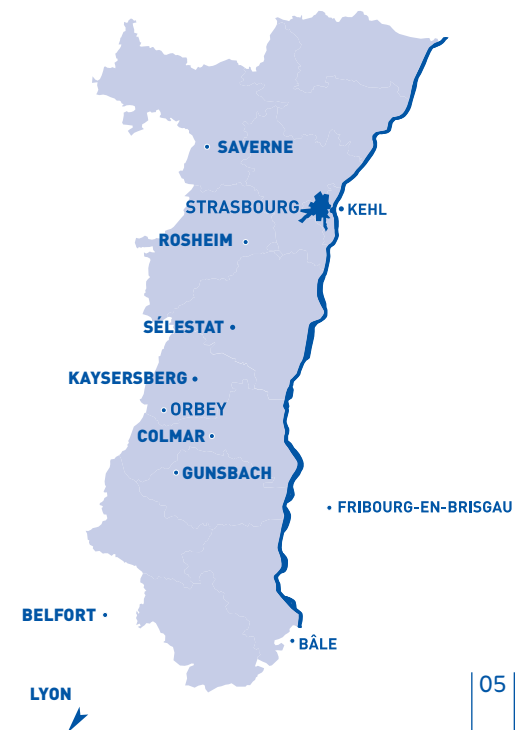 SAVERNE
STRASBOURG
KEHL
ROSHEIM
SÉLESTAT
KAYSERSBERG
ORBEY
COLMAR
GUNSBACH
FRIBOURG-EN-BRISGAU
BELFORT
BÂLE
LYON
05